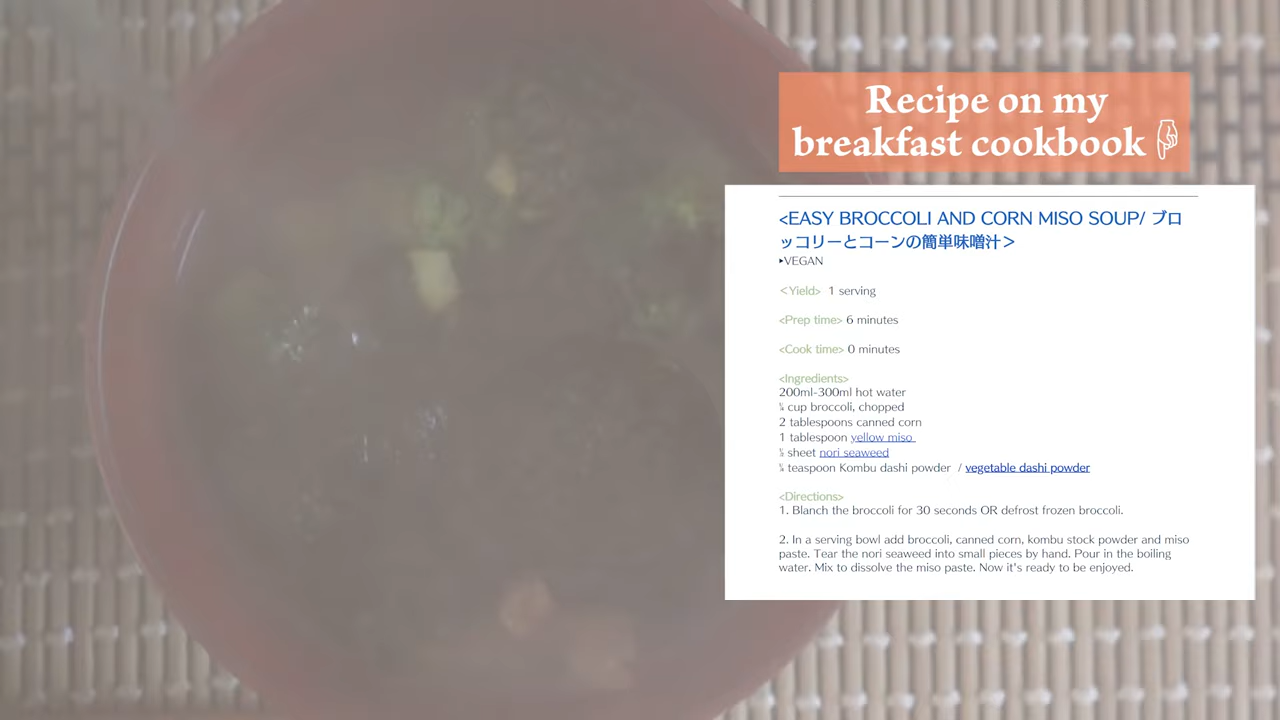 Recipe on my
breakfast cookbook
<EASY BROCCOLI AND CORN MISO SOUP/ ブロ
ッコリーとコーンの簡単味噌汁>
▸VEGAN
<Yield> 1 serving
<Prep time> 6 minutes
<Cook time> 0 minutes
<Ingredients>
200ml-300ml hot water
cup broccoli, chopped
2 tablespoons canned corn
1 tablespoon yellow miso
sheet nori seaweed
teaspoon Kombu dashi powder / vegetable dashi powder
<Directions>
1. Blanch the broccoli for 30 seconds OR defrost frozen broccoli.
2. In a serving bowl add broccoli, canned corn, kombu stock powder and miso
paste. Tear the nori seaweed into small pieces by hand. Pour in the boiling
water. Mix to dissolve the miso paste. Now it's ready to be enjoyed.